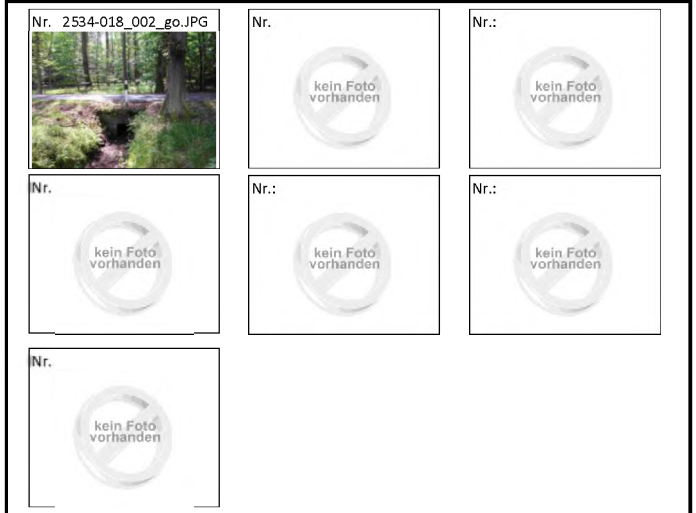 Nr. 2534-018_002_go.JPG
Nr.
kein Foto
vorhanden
Nr.:
kein Foto
vorhanden
Nr.
kein Foto
vorhanden
Nr.:
kein Foto
vorhanden
Nr.:
kein Foto
vorhanden
Nr.
kein Foto
vorhanden